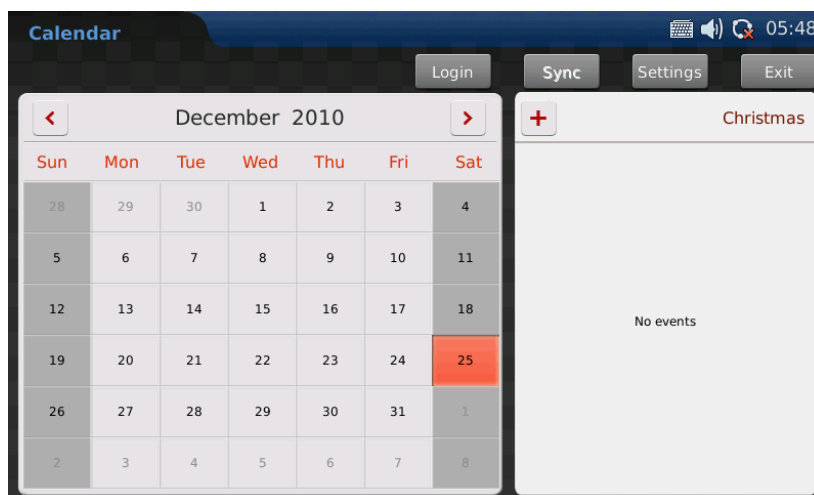 Calendar 05:48
Login Sync Settings Exit
December 2010
Christmas
Sun Mon Tue Wed Thu Fri Sat
28 29 30 1 2 3 4
5 6 7 8 9 10 11
12 13 14 15 16 17 18
No events
19 20 21 22 23 24 25
26 27 28 29 30 31 1
2 3 4 5 6 7 8